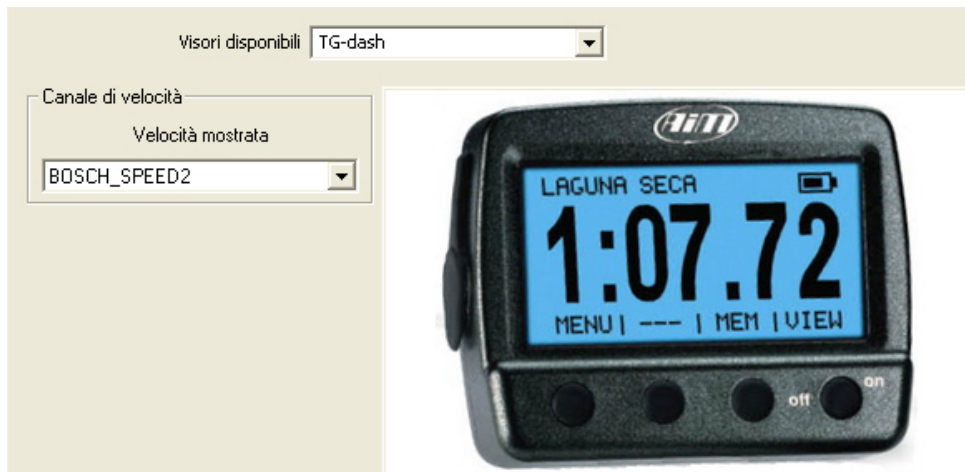 Visori disponibili TG-dash
Canale di velocità
Velocità mostrata
BOSCH_SPEED2
AiM
LAGUNA SECA
1:07.72
MENU| --- | MEM |VIEW
off on